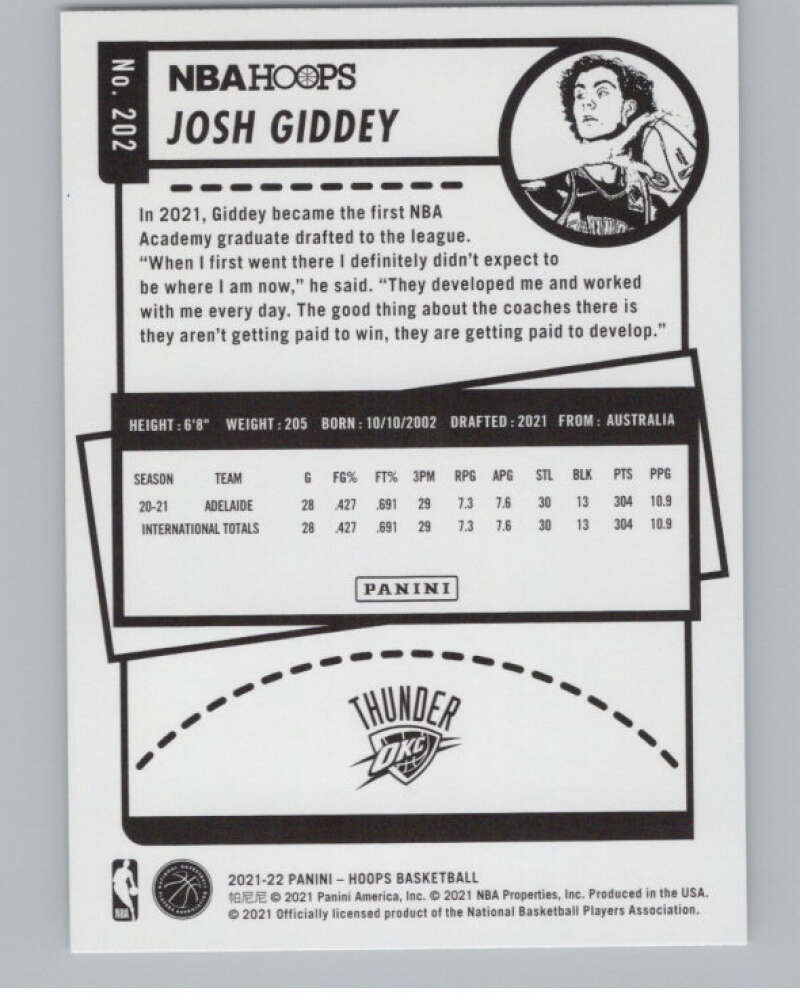 No. 202
NBA HOOPS
JOSH GIDDEY
In 2021, Giddey became the first NBA
Academy graduate drafted to the league.
“When I first went there I definitely didn’t expect to
be where I am now,” he said. “They developed me and worked
with me every day. The good thing about the coaches there is
they aren’t getting paid to win, they are getting paid to develop.”
HEIGHT: 6'8" WEIGHT: 205 BORN: 10/10/2002 DRAFTED: 2021 FROM: AUSTRALIA
SEASON TEAM G FG% FT% 3PM RPG APG STL BLK PTS PPG
20-21 ADELAIDE 28 .427 .691 29 7.3 7.6 30 13 304 10.9
INTERNATIONAL TOTALS 28 .427 .691 29 7.3 7.6 30 13 304 10.9
PANINI
THUNDER
OKC
NBA
2021-22 PANINI – HOOPS BASKETBALL
帕尼尼 © 2021 Panini America, Inc. © 2021 NBA Properties, Inc. Produced in the USA.
© 2021 Officially licensed product of the National Basketball Players Association.